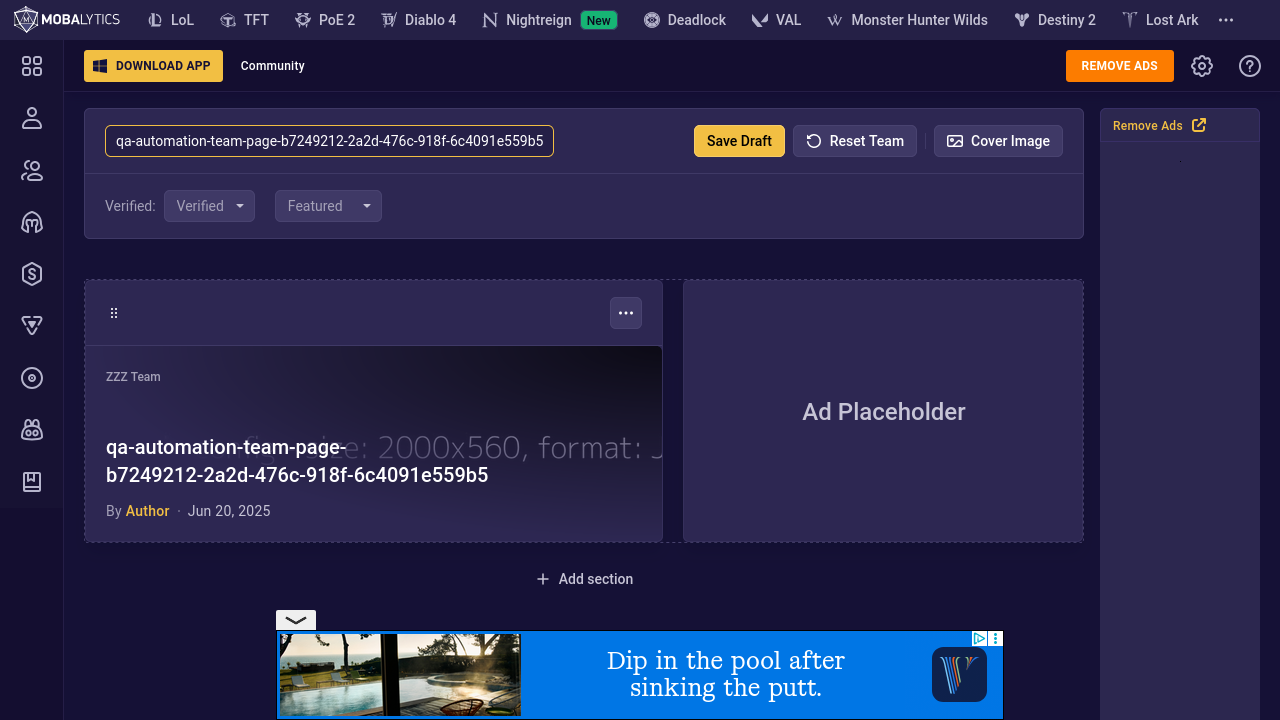 MOBALYTICS LoL TFT PoE 2 Diablo 4 Nightreign New Deadlock VAL Monster Hunter Wilds Destiny 2 Lost Ark
DOWNLOAD APP Community REMOVE ADS
qa-automation-team-page-b7249212-2a2d-476c-918f-6c4091e559b5 Save Draft Reset Team Cover Image
Remove Ads
Verified: Verified Featured
ZZZ Team
size: 2000x560, format:
qa-automation-team-page-
b7249212-2a2d-476c-918f-6c4091e559b5
By Author · Jun 20, 2025
Ad Placeholder
Add section
Dip in the pool after
sinking the putt.